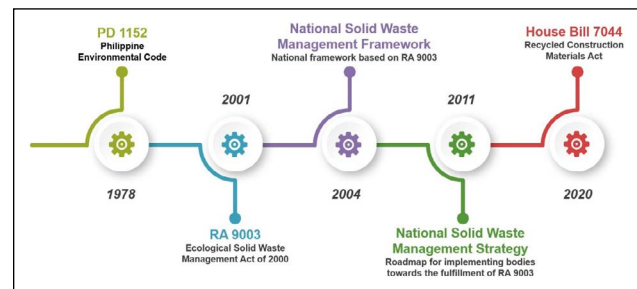 PD 1152
Philippine
Environmental Code
1978
2001
RA 9003
Ecological Solid Waste
Management Act of 2000
National Solid Waste
Management Framework
National framework based on RA 9003
2004
2011
National Solid Waste
Management Strategy
Roadmap for implementing bodies
towards the fulfillment of RA 9003
House Bill 7044
Recycled Construction
Materials Act
2020